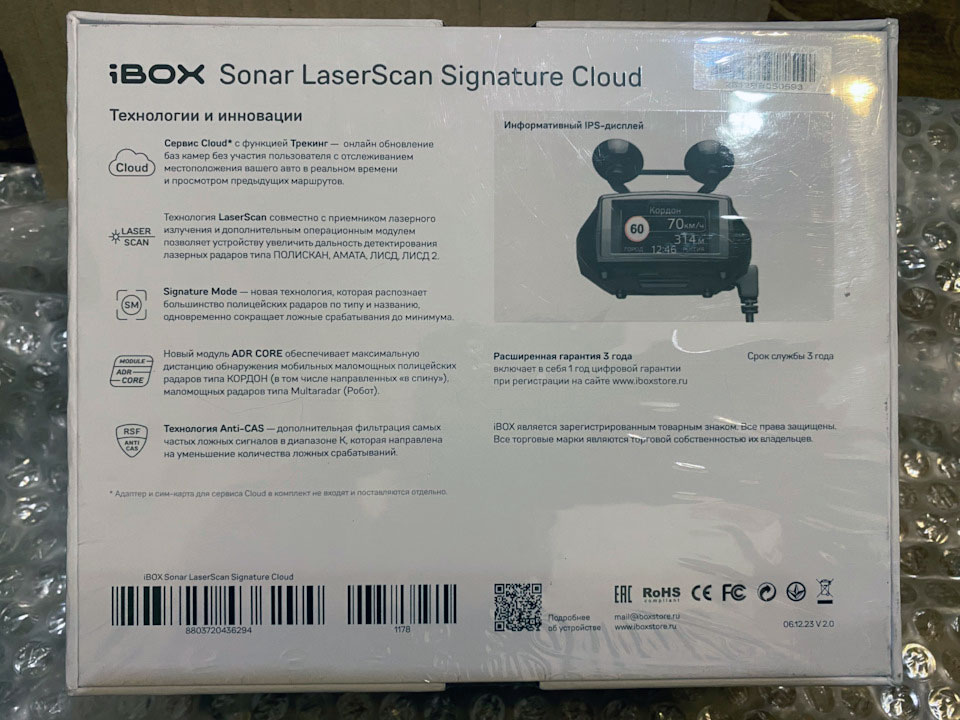 iBOX Sonar LaserScan Signature Cloud
Технологии и инновации
Cloud
Сервис Cloud* с функцией Трекинг — онлайн обновление
баз камер без участия пользователя с отслеживанием
местоположения вашего авто в реальном времени
и просмотром предыдущих маршрутов.
LASER
SCAN
Технология LaserScan совместно с приемником лазерного
излучения и дополнительным операционным модулем
позволяет устройству увеличить дальность детектирования
лазерных радаров типа ПОЛИСКАН, АМАТА, ЛИСД, ЛИСД 2.
SM
Signature Mode — новая технология, которая распознает
большинство полицейских радаров по типу и названию,
одновременно сокращает ложные срабатывания до минимума.
MODULE
ADR
CORE
Новый модуль ADR CORE обеспечивает максимальную
дистанцию обнаружения мобильных маломощных полицейских
радаров типа КОРДОН (в том числе направленных «в спину»),
маломощных радаров типа Multaradar (Робот).
RSF
ANTI
CAS
Технология Anti-CAS — дополнительная фильтрация самых
частых ложных сигналов в диапазоне К, которая направлена
на уменьшение количества ложных срабатываний.
* Адаптер и сим-карта для сервиса Cloud в комплект не входят и поставляются отдельно.
Информативный IPS-дисплей
Кордон
60
70км/ч
314м
ГОРОД
12:46
Расширенная гарантия 3 года
включает в себя 1 год цифровой гарантии
при регистрации на сайте www.iboxstore.ru
Срок службы 3 года
iBOX является зарегистрированным товарным знаком. Все права защищены.
Все торговые марки являются торговой собственностью их владельцев.
iBOX Sonar LaserScan Signature Cloud
8803720436294
1178
Подробнее
об устройстве
EAC RoHS CE FC
compliant
mail@iboxstore.ru
www.iboxstore.ru
06.12.23 V 2.0